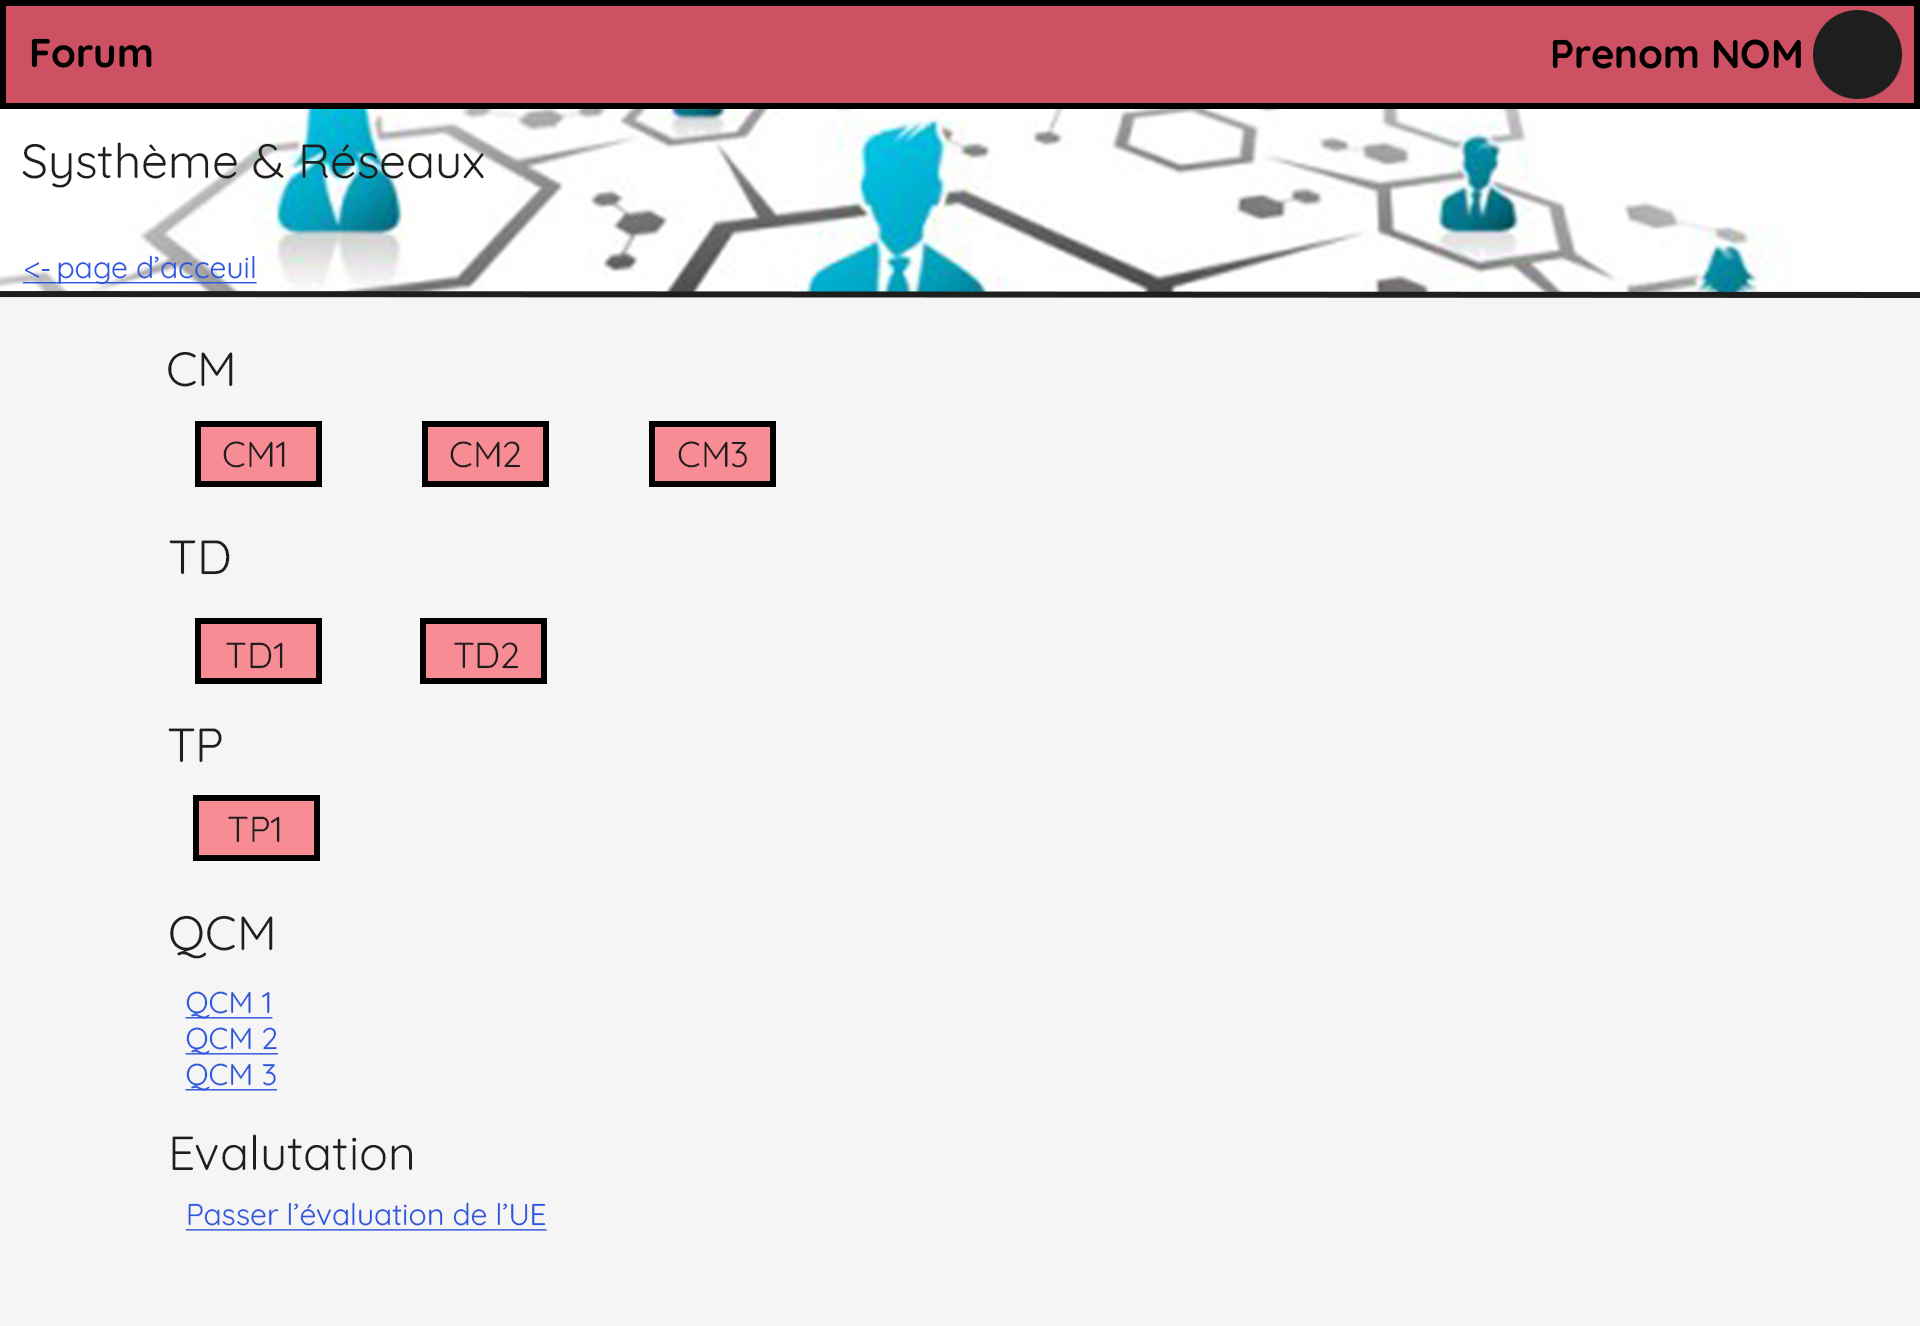 Forum
Prenom NOM
Systhème & Réseaux
<- page d’acceuil
CM
CM1
CM2
CM3
TD
TD1
TD2
TP
TP1
QCM
QCM 1
QCM 2
QCM 3
Evalutation
Passer l’évaluation de l’UE